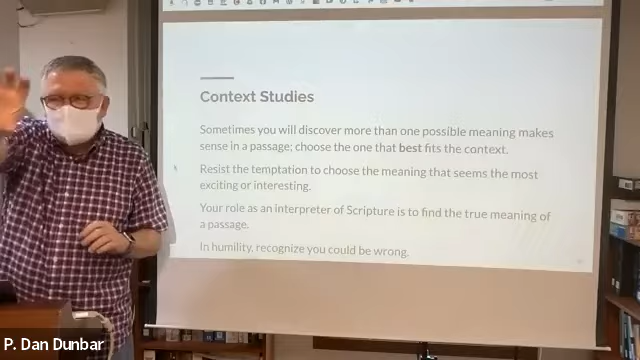 Context Studies
Sometimes you will discover more than one possible meaning makes
sense in a passage; choose the one that best fits the context.
Resist the temptation to choose the meaning that seems the most
exciting or interesting.
Your role as an interpreter of Scripture is to find the true meaning of
a passage.
In humility, recognize you could be wrong.
P. Dan Dunbar